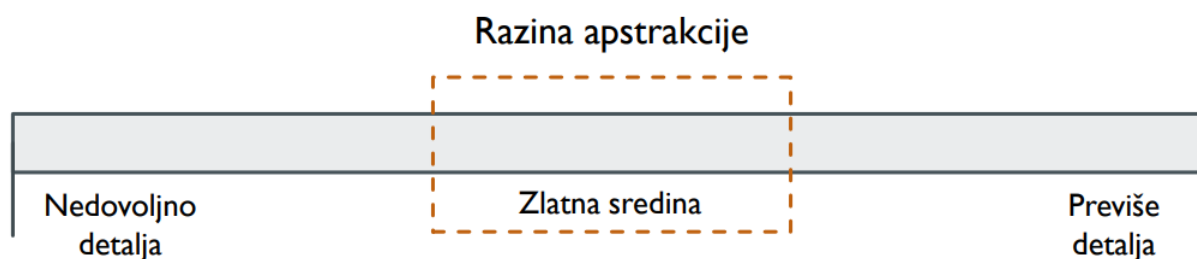 Razina apstrakcije
Nedovoljno
detalja
Zlatna sredina
Previše
detalja